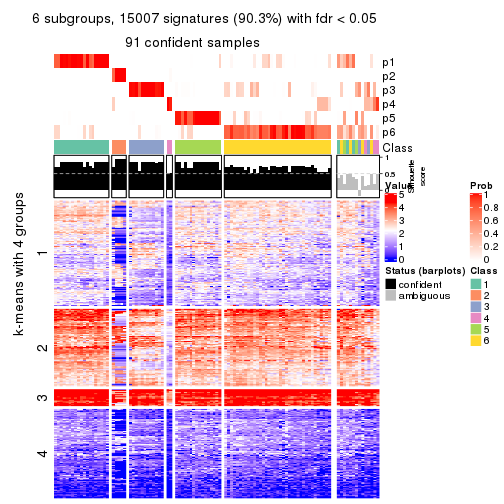 6 subgroups, 15007 signatures (90.3%) with fdr < 0.05
91 confident samples
p1
p2
p3
p4
p5
p6
Class
1
0.5
0
Silhouette
score
k-means with 4 groups
1
2
3
4
Value
5
4
3
2
1
0
Status (barplots)
confident
ambiguous
Prob
1
0.8
0.6
0.4
0.2
0
Class
1
2
3
4
5
6